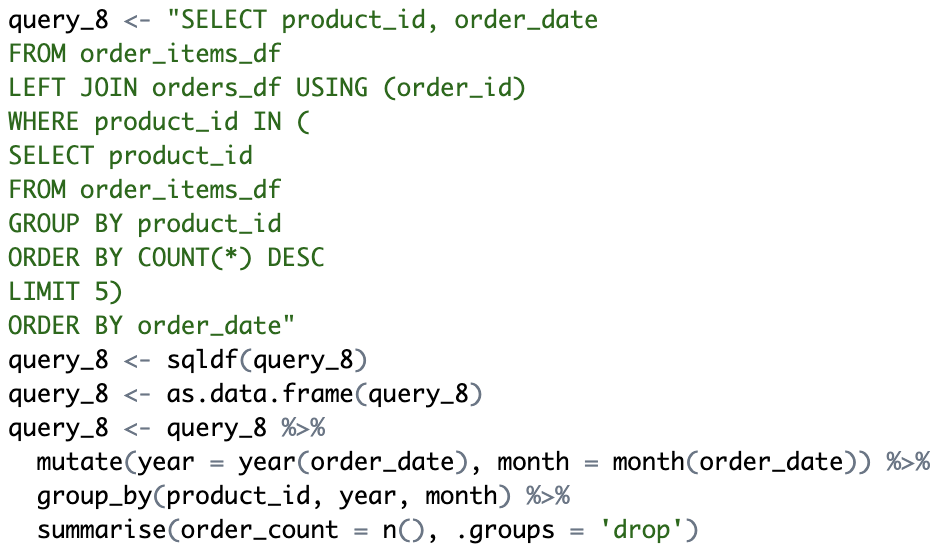 query_8 <- "SELECT product_id, order_date
FROM order_items_df
LEFT JOIN orders_df USING (order_id)
WHERE product_id IN (
SELECT product_id
FROM order_items_df
GROUP BY product_id
ORDER BY COUNT(*) DESC
LIMIT 5)
ORDER BY order_date"
query_8 <- sqldf(query_8)
query_8 <- as.data.frame(query_8)
query_8 <- query_8 %>%
  mutate(year = year(order_date), month = month(order_date)) %>%
  group_by(product_id, year, month) %>%
  summarise(order_count = n(), .groups = 'drop')